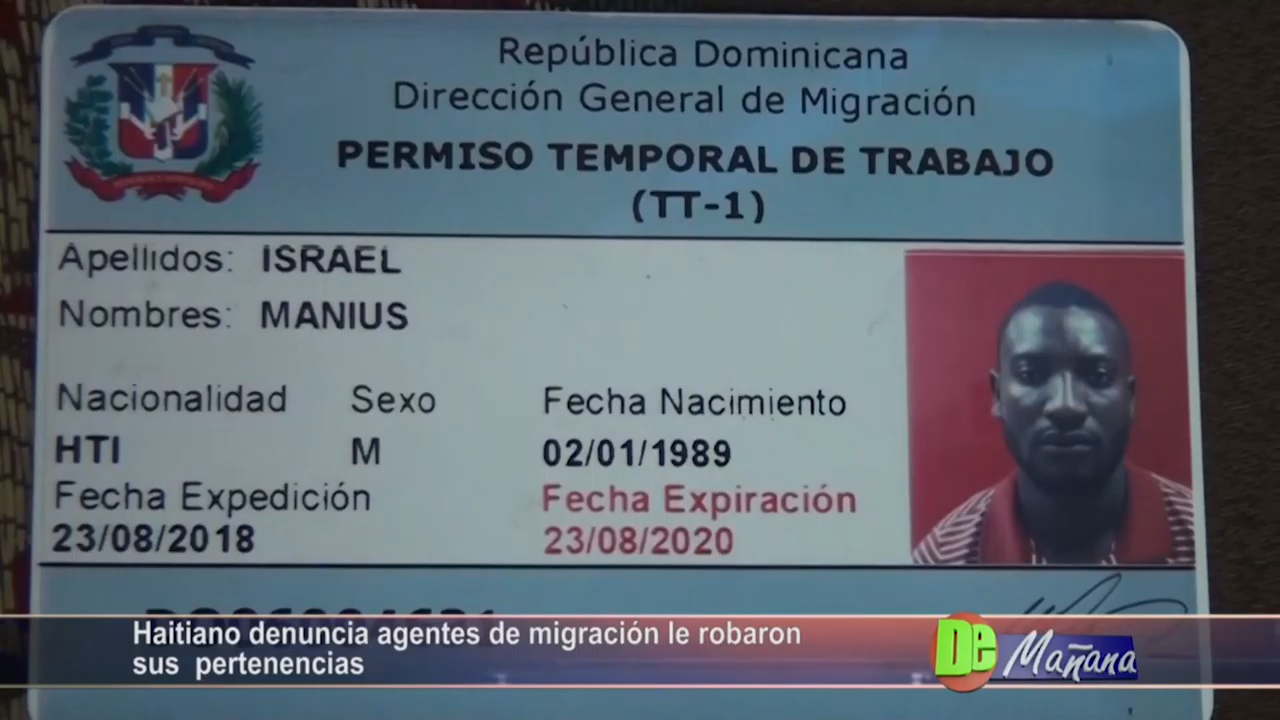 República Dominicana
Dirección General de Migración
PERMISO TEMPORAL DE TRABAJO
(TT-1)
Apellidos: ISRAEL
Nombres: MANIUS
Nacionalidad Sexo Fecha Nacimiento
HTI M 02/01/1989
Fecha Expedición Fecha Expiración
23/08/2018 23/08/2020
Haitiano denuncia agentes de migración le robaron
sus pertenencias
De Mañana